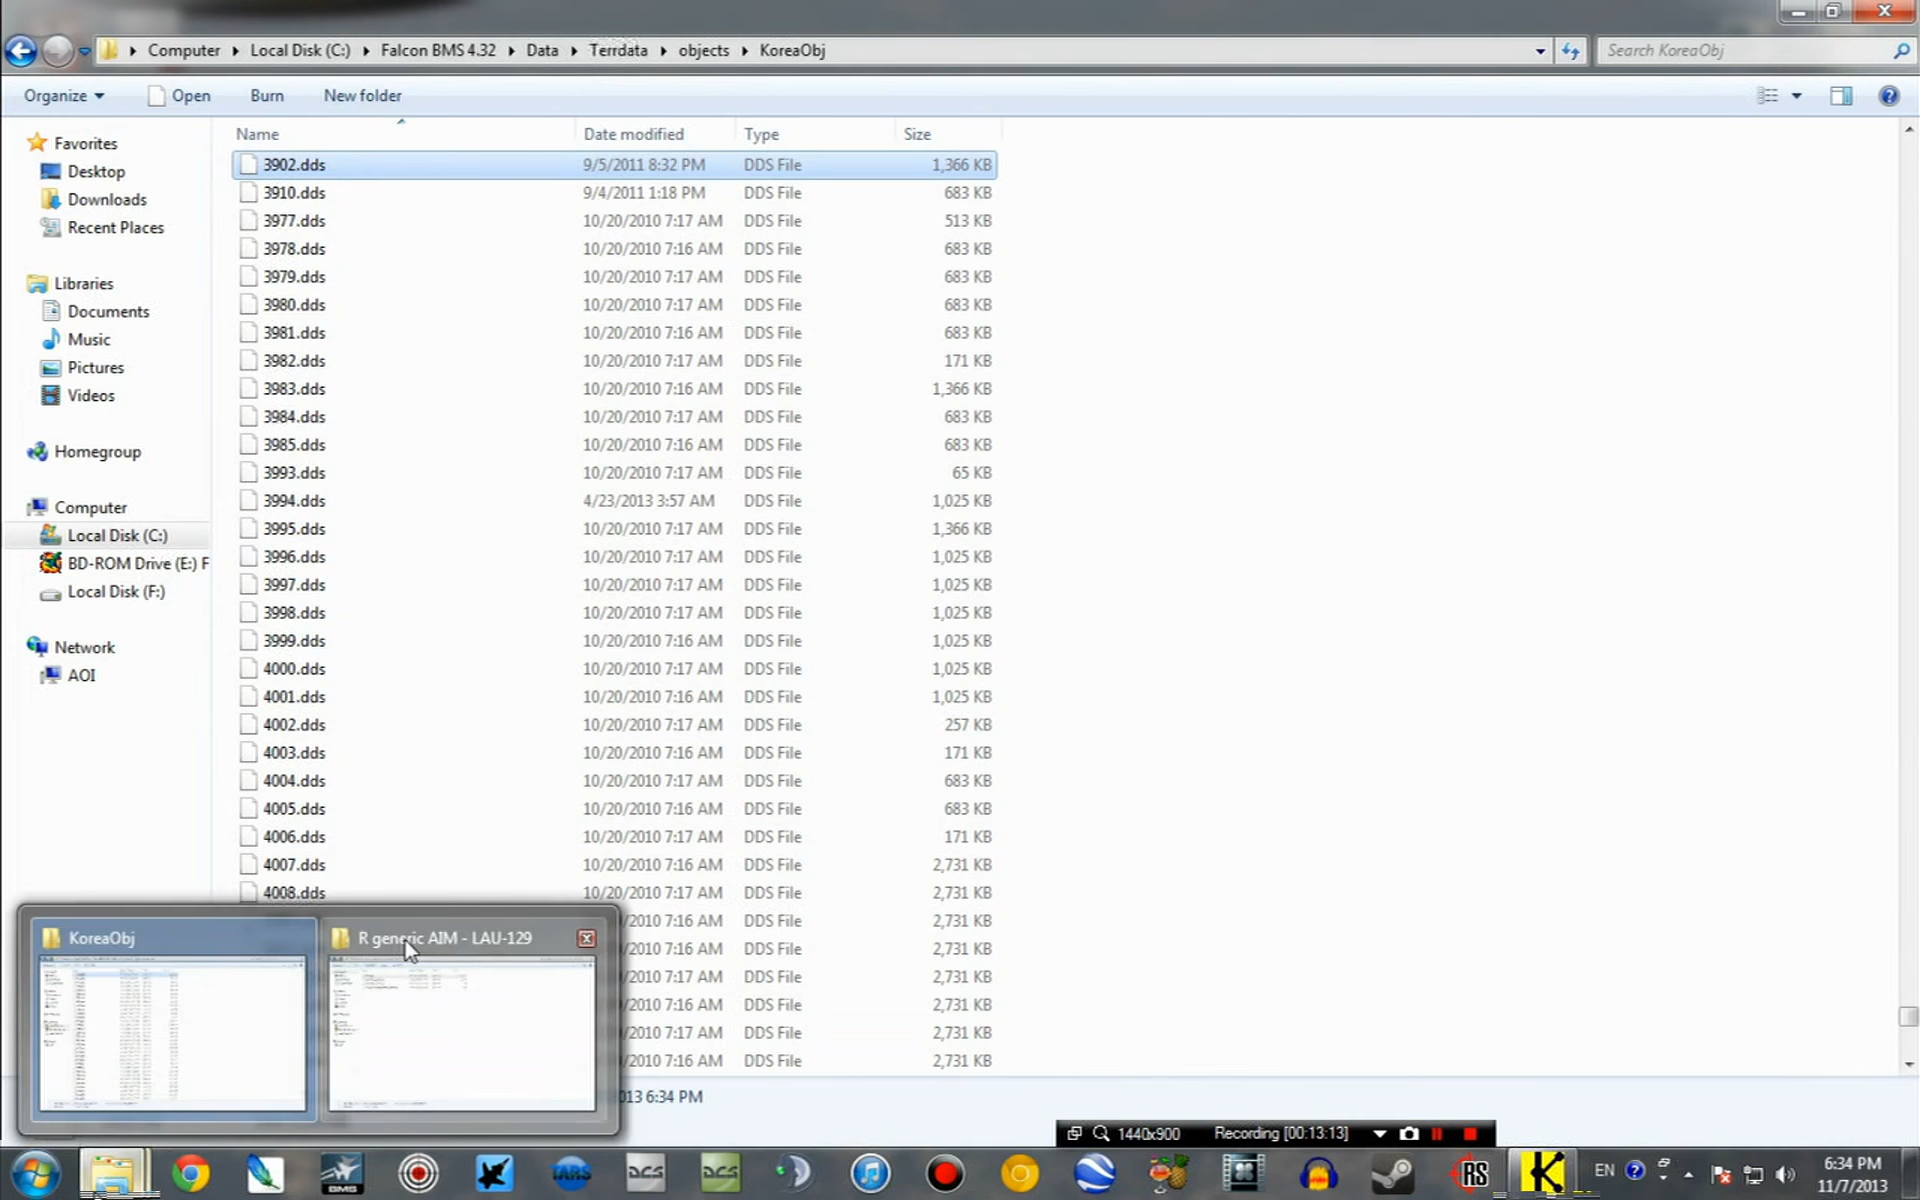 Computer Local Disk (C:) Falcon BMS 4.32 Data Terrdata objects KoreaObj
Search KoreaObj
Organize Open Burn New folder
Name Date modified Type Size
Favorites
Desktop
Downloads
Recent Places
Libraries
Documents
Music
Pictures
Videos
Homegroup
Computer
Local Disk (C:)
BD-ROM Drive (E:) F
Local Disk (F:)
Network
AOI
3902.dds 9/5/2011 8:32 PM DDS File 1,366 KB
3910.dds 9/4/2011 1:18 PM DDS File 683 KB
3977.dds 10/20/2010 7:17 AM DDS File 513 KB
3978.dds 10/20/2010 7:16 AM DDS File 683 KB
3979.dds 10/20/2010 7:17 AM DDS File 683 KB
3980.dds 10/20/2010 7:17 AM DDS File 683 KB
3981.dds 10/20/2010 7:16 AM DDS File 683 KB
3982.dds 10/20/2010 7:17 AM DDS File 171 KB
3983.dds 10/20/2010 7:16 AM DDS File 1,366 KB
3984.dds 10/20/2010 7:17 AM DDS File 683 KB
3985.dds 10/20/2010 7:16 AM DDS File 683 KB
3993.dds 10/20/2010 7:17 AM DDS File 65 KB
3994.dds 4/23/2013 3:57 AM DDS File 1,025 KB
3995.dds 10/20/2010 7:17 AM DDS File 1,366 KB
3996.dds 10/20/2010 7:17 AM DDS File 1,025 KB
3997.dds 10/20/2010 7:17 AM DDS File 1,025 KB
3998.dds 10/20/2010 7:17 AM DDS File 1,025 KB
3999.dds 10/20/2010 7:16 AM DDS File 1,025 KB
4000.dds 10/20/2010 7:17 AM DDS File 1,025 KB
4001.dds 10/20/2010 7:16 AM DDS File 1,025 KB
4002.dds 10/20/2010 7:17 AM DDS File 257 KB
4003.dds 10/20/2010 7:16 AM DDS File 171 KB
4004.dds 10/20/2010 7:17 AM DDS File 683 KB
4005.dds 10/20/2010 7:16 AM DDS File 683 KB
4006.dds 10/20/2010 7:17 AM DDS File 171 KB
4007.dds 10/20/2010 7:17 AM DDS File 2,731 KB
4008.dds 10/20/2010 7:17 AM DDS File 2,731 KB
/2010 7:16 AM DDS File 2,731 KB
/2010 7:16 AM DDS File 2,731 KB
/2010 7:17 AM DDS File 2,731 KB
/2010 7:16 AM DDS File 2,731 KB
/2010 7:17 AM DDS File 2,731 KB
/2010 7:16 AM DDS File 2,731 KB
KoreaObj
R generic AIM - LAU-129
013 6:34 PM
1440x900 Recording [00:13:13]
BMS
TARS
DCS
DCS
RS
K
EN
6:34 PM
11/7/2013